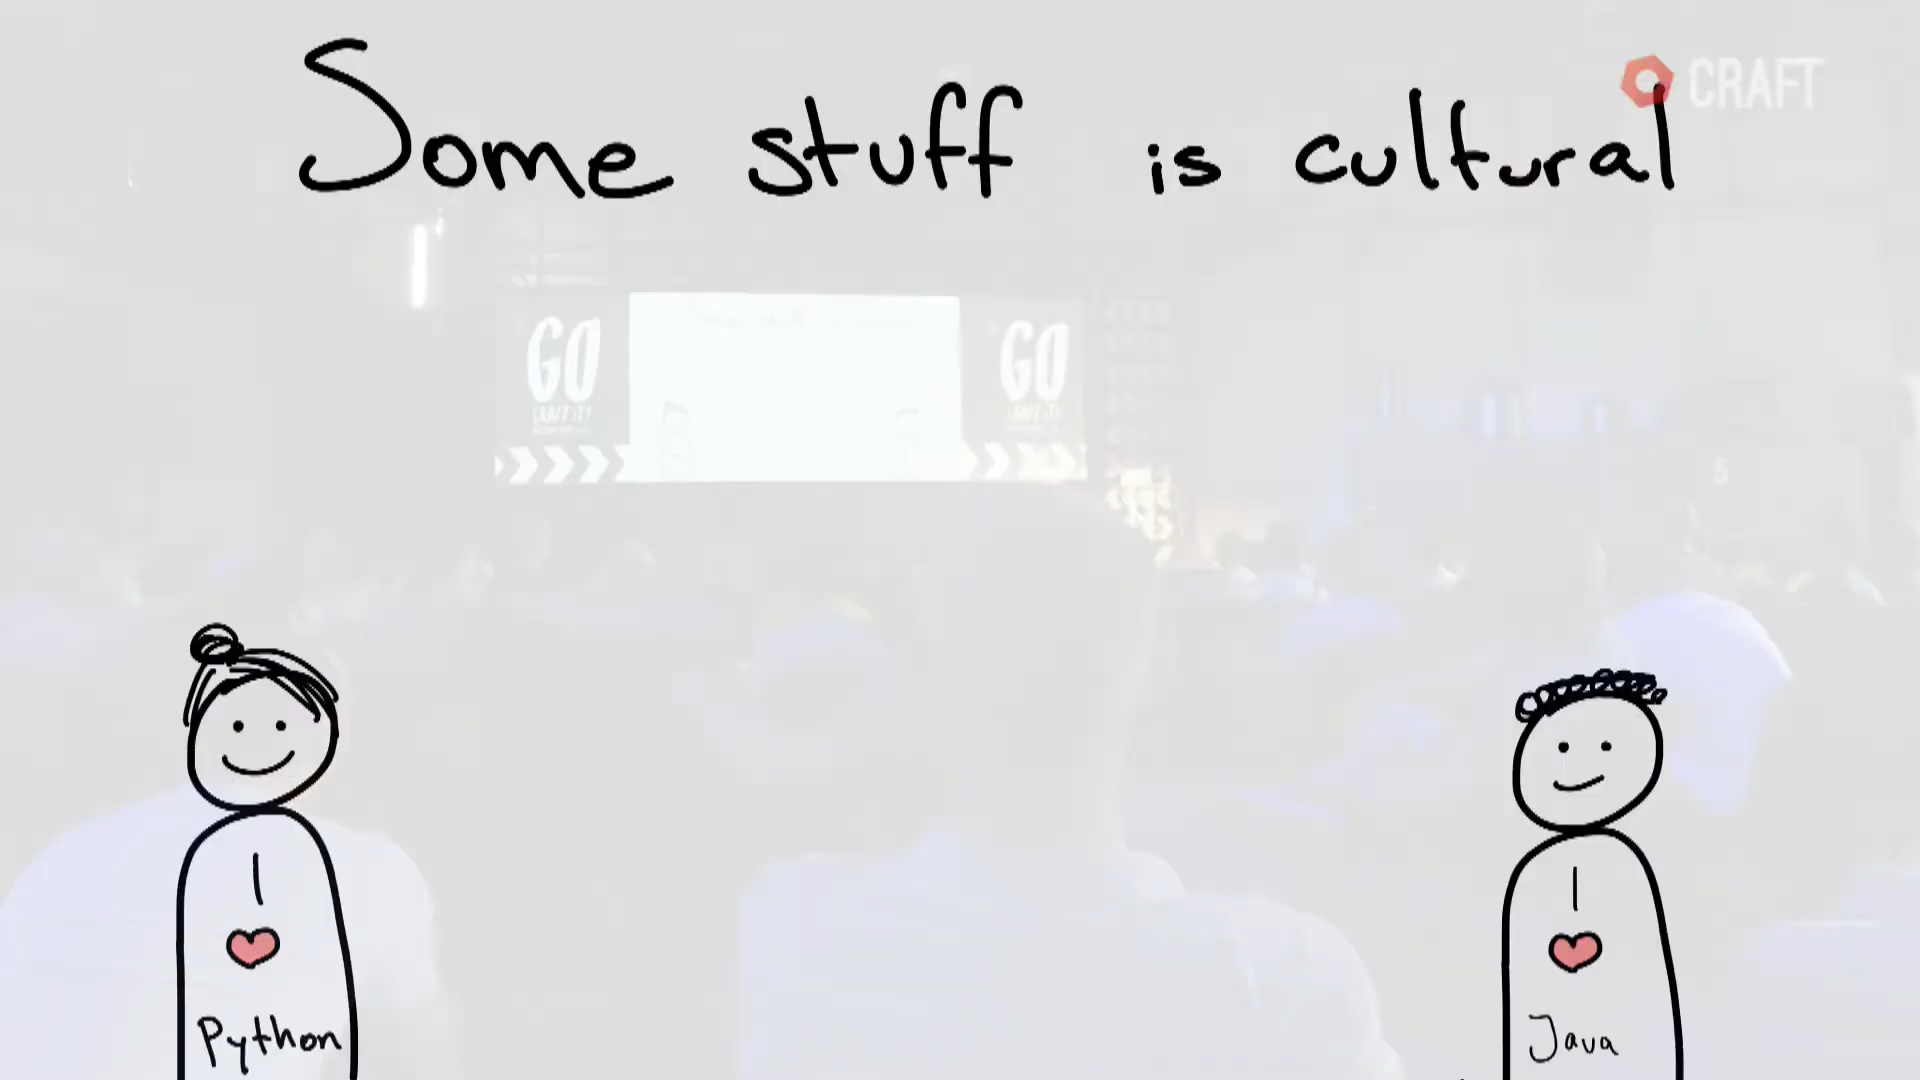 Some stuff is cultural
CRAFT
GO
GO
I
❤
Python
I
❤
Java